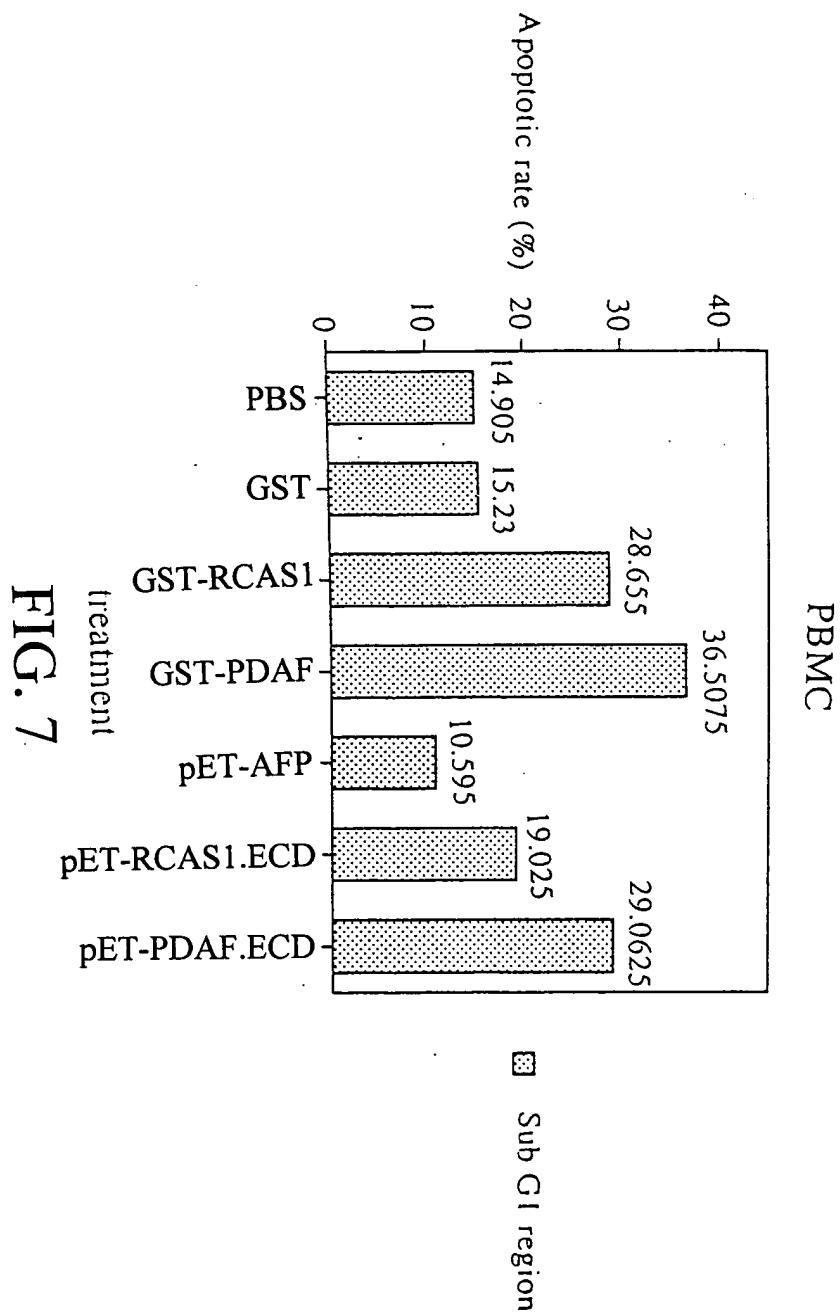 PBMC
Apoptotic rate (%)
40
30
20
10
0
14.905
15.23
28.655
36.5075
10.595
19.025
29.0625
PBS
GST
GST-RCAS1
GST-PDAF
pET-AFP
pET-RCAS1.ECD
pET-PDAF.ECD
treatment
Sub G1 region
FIG. 7